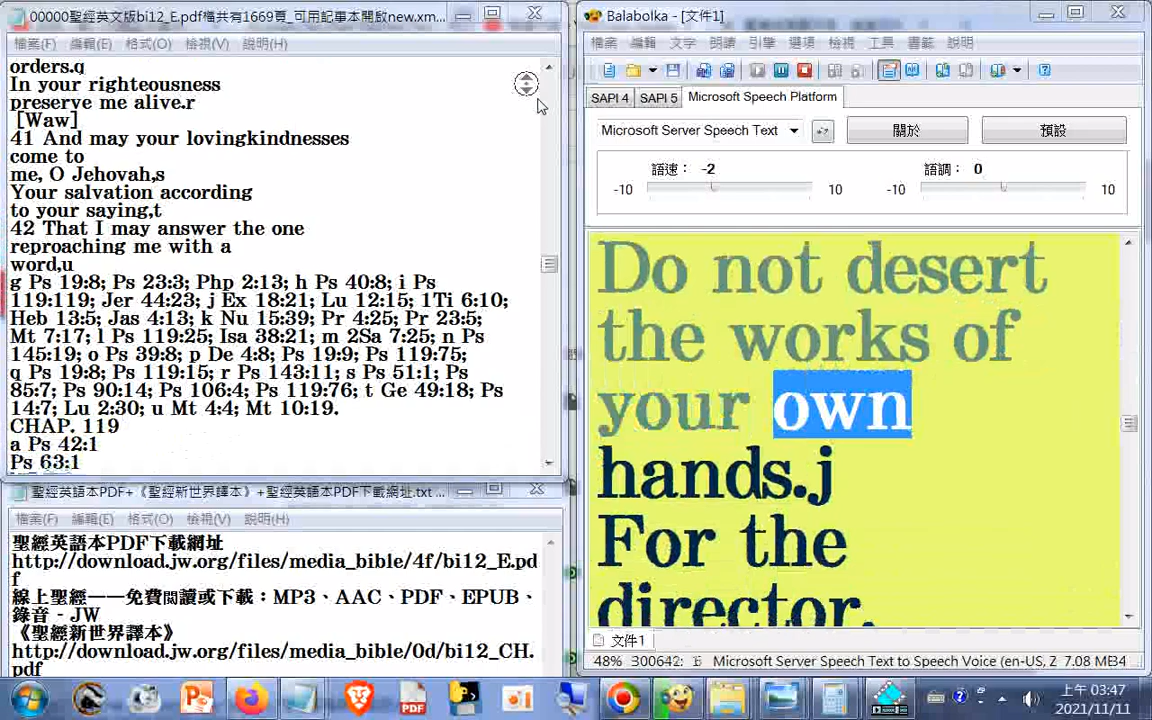 00000聖經英文版bi12_E.pdf檔共有1669頁_可用記事本開啟new.xm...
檔案(F) 編輯(E) 格式(O) 檢視(V) 說明(H)
orders.q
In your righteousness
preserve me alive.r
[Waw]
41 And may your lovingkindnesses
come to
me, O Jehovah,s
Your salvation according
to your saying,t
42 That I may answer the one
reproaching me with a
word,u
g Ps 19:8; Ps 23:3; Php 2:13; h Ps 40:8; i Ps
119:119; Jer 44:23; j Ex 18:21; Lu 12:15; 1Ti 6:10;
Heb 13:5; Jas 4:13; k Nu 15:39; Pr 4:25; Pr 23:5;
Mt 7:17; l Ps 119:25; Isa 38:21; m 2Sa 7:25; n Ps
145:19; o Ps 39:8; p De 4:8; Ps 19:9; Ps 119:75;
q Ps 19:8; Ps 119:15; r Ps 143:11; s Ps 51:1; Ps
85:7; Ps 90:14; Ps 106:4; Ps 119:76; t Ge 49:18; Ps
14:7; Lu 2:30; u Mt 4:4; Mt 10:19.
CHAP. 119
a Ps 42:1
Ps 63:1
聖經英語本PDF+《聖經新世界譯本》+聖經英語本PDF下載網址.txt ...
檔案(F) 編輯(E) 格式(O) 檢視(V) 說明(H)
聖經英語本PDF下載網址
http://download.jw.org/files/media_bible/4f/bi12_E.pd
f
線上聖經——免費閱讀或下載：MP3、AAC、PDF、EPUB、
錄音 - JW
《聖經新世界譯本》
http://download.jw.org/files/media_bible/0d/bi12_CH.
pdf
Balabolka - [文件1]
檔案 編輯 文字 朗讀 引擎 選項 檢視 工具 書籤 說明
SAPI 4 SAPI 5 Microsoft Speech Platform
Microsoft Server Speech Text 關於 預設
語速： -2 語調： 0
-10 10 -10 10
Do not desert
the works of
your own
hands.j
For the
director.
文件1
48% 300642: 1 Microsoft Server Speech Text to Speech Voice (en-US, Z 7.08 MB
PDF
上午 03:47
2021/11/11